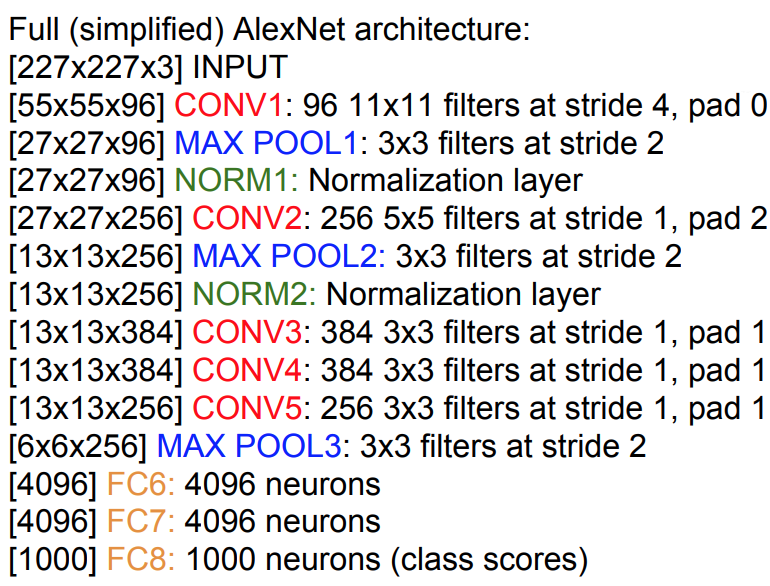 Full (simplified) AlexNet architecture:
[227x227x3] INPUT
[55x55x96] CONV1: 96 11x11 filters at stride 4, pad 0
[27x27x96] MAX POOL1: 3x3 filters at stride 2
[27x27x96] NORM1: Normalization layer
[27x27x256] CONV2: 256 5x5 filters at stride 1, pad 2
[13x13x256] MAX POOL2: 3x3 filters at stride 2
[13x13x256] NORM2: Normalization layer
[13x13x384] CONV3: 384 3x3 filters at stride 1, pad 1
[13x13x384] CONV4: 384 3x3 filters at stride 1, pad 1
[13x13x256] CONV5: 256 3x3 filters at stride 1, pad 1
[6x6x256] MAX POOL3: 3x3 filters at stride 2
[4096] FC6: 4096 neurons
[4096] FC7: 4096 neurons
[1000] FC8: 1000 neurons (class scores)